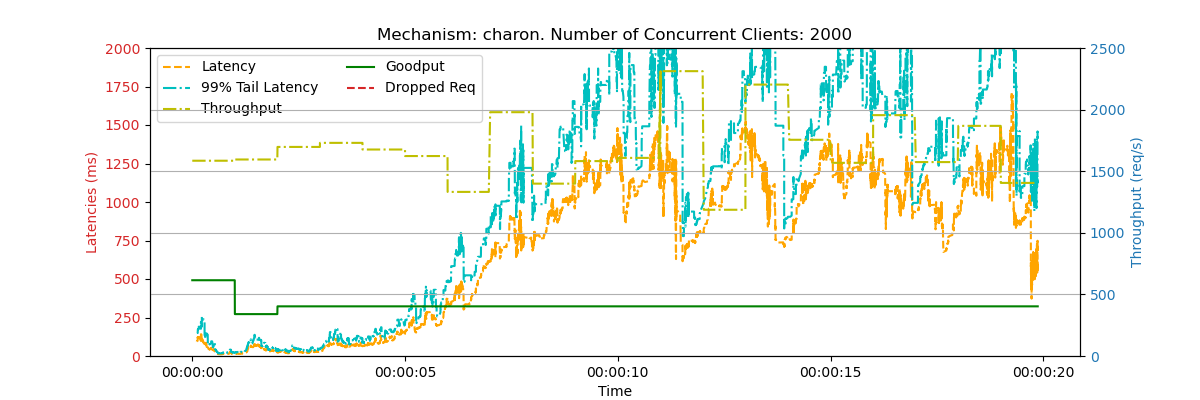 Mechanism: charon. Number of Concurrent Clients: 2000
Latency
99% Tail Latency
Throughput
Goodput
Dropped Req
Latencies (ms)
2000
1750
1500
1250
1000
750
500
250
0
Throughput (req/s)
2500
2000
1500
1000
500
0
00:00:00 00:00:05 00:00:10 00:00:15 00:00:20
Time